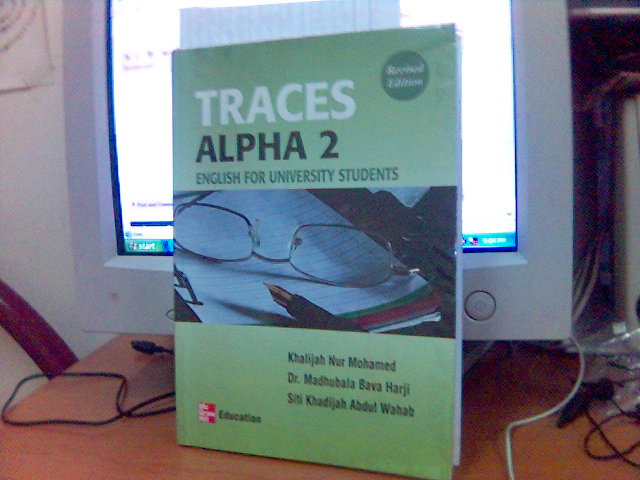 Revised
Edition
TRACES
ALPHA 2
ENGLISH FOR UNIVERSITY STUDENTS
start
Khalijah Nur Mohamed
Dr. Madhubala Bava Harji
Siti Khadijah Abdul Wahab
Education